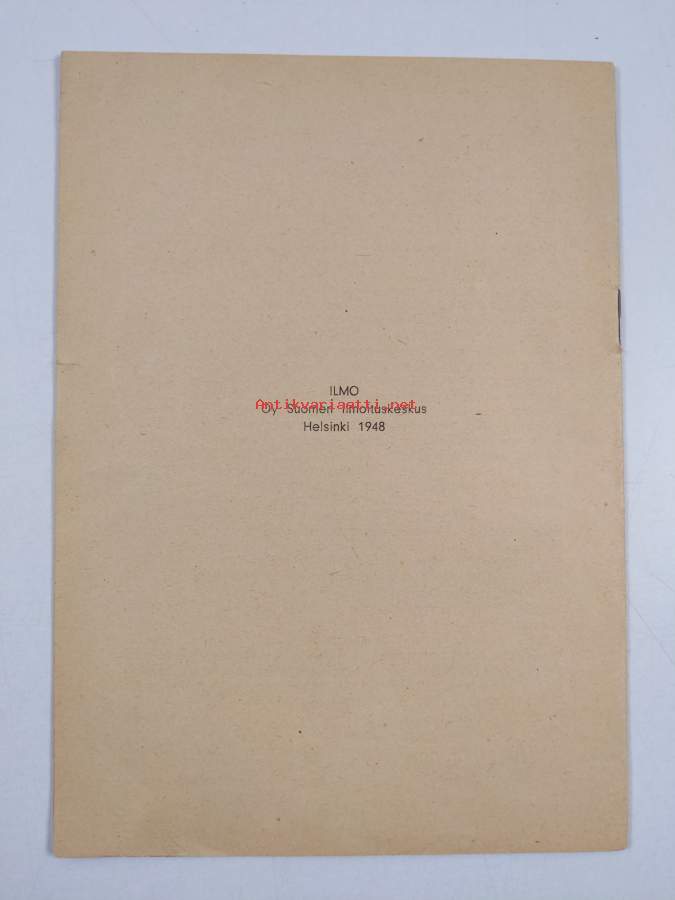 ILMO
Antikvariaatti.net
Oy Suomen Ilmoituskeskus
Helsinki 1948